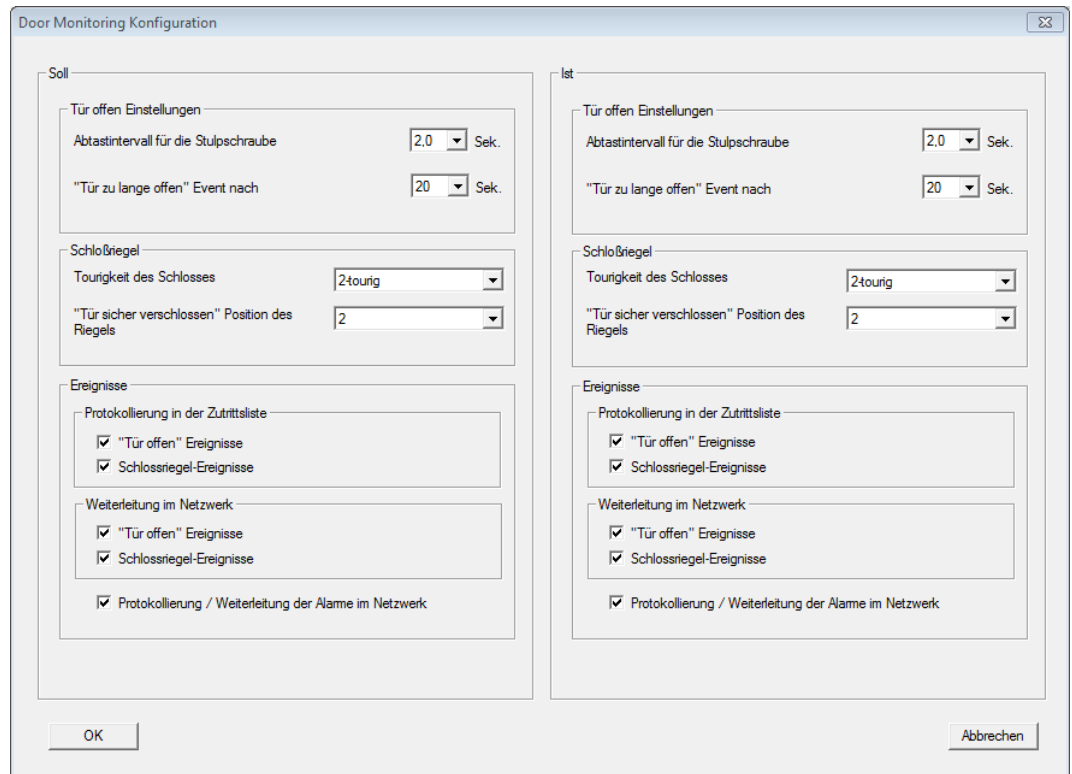 Door Monitoring Konfiguration
Soll
Tür offen Einstellungen
Abtastintervall für die Stulpschraube 2,0 Sek.
"Tür zu lange offen" Event nach 20 Sek.
Schloßriegel
Tourigkeit des Schlosses 2-tourig
"Tür sicher verschlossen" Position des 2
Riegels
Ereignisse
Protokollierung in der Zutrittsliste
"Tür offen" Ereignisse
Schlossriegel-Ereignisse
Weiterleitung im Netzwerk
"Tür offen" Ereignisse
Schlossriegel-Ereignisse
Protokollierung / Weiterleitung der Alarme im Netzwerk
Ist
Tür offen Einstellungen
Abtastintervall für die Stulpschraube 2,0 Sek.
"Tür zu lange offen" Event nach 20 Sek.
Schloßriegel
Tourigkeit des Schlosses 2-tourig
"Tür sicher verschlossen" Position des 2
Riegels
Ereignisse
Protokollierung in der Zutrittsliste
"Tür offen" Ereignisse
Schlossriegel-Ereignisse
Weiterleitung im Netzwerk
"Tür offen" Ereignisse
Schlossriegel-Ereignisse
Protokollierung / Weiterleitung der Alarme im Netzwerk
OK
Abbrechen